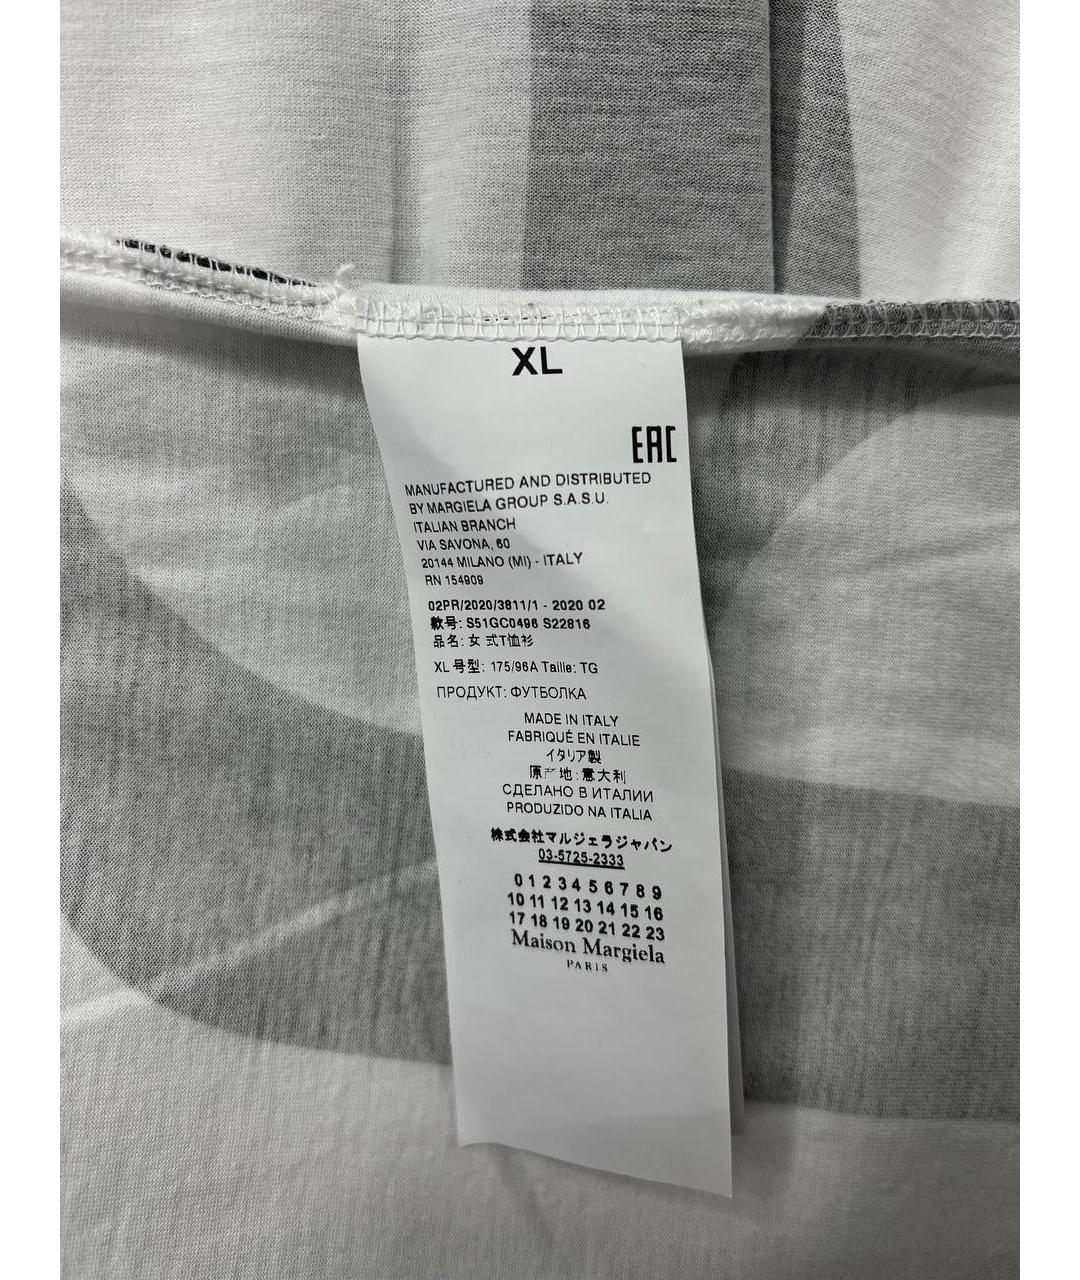 XL
EAC
MANUFACTURED AND DISTRIBUTED
BY MARGIELA GROUP S.A.S.U.
ITALIAN BRANCH
VIA SAVONA, 60
20144 MILANO (MI) - ITALY
RN 154909
02PR/2020/3811/1 - 2020 02
款号: S51GC0496 S22816
品名: 女 式T恤衫
XL 号型: 175/96A Taille: TG
ПРОДУКТ: ФУТБОЛКА
MADE IN ITALY
FABRIQUÉ EN ITALIE
イタリア製
原产地:意大利
СДЕЛАНО В ИТАЛИИ
PRODUZIDO NA ITALIA
株式会社マルジェラジャパン
03-5725-2333
0 1 2 3 4 5 6 7 8 9
10 11 12 13 14 15 16
17 18 19 20 21 22 23
Maison Margiela
PARIS